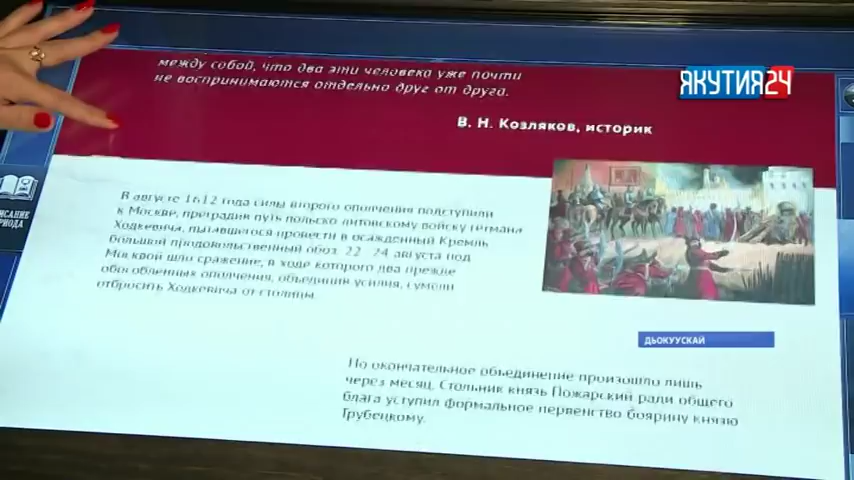 между собой, что два эти человека уже почти
не воспринимаются отдельно друг от друга.
ЯКУТИЯ24
В. Н. Козляков, историк
В августе 1612 года силы второго ополчения подступили
к Москве, преградив путь польско-литовскому войску гетмана
Ходкевича, пытавшегося провести в осажденный Кремль
большой продовольственный обоз. 22–24 августа под
Москвой шло сражение, в ходе которого два прежде
обособленных ополчения, объединив усилия, сумели
отбросить Ходкевича от столицы.
ПИСАНИЕ
РИОДА
ДЬОКУУСКАЙ
Но окончательное объединение произошло лишь
через месяц. Стольник князь Пожарский ради общего
блага уступил формальное первенство боярину князю
Трубецкому.